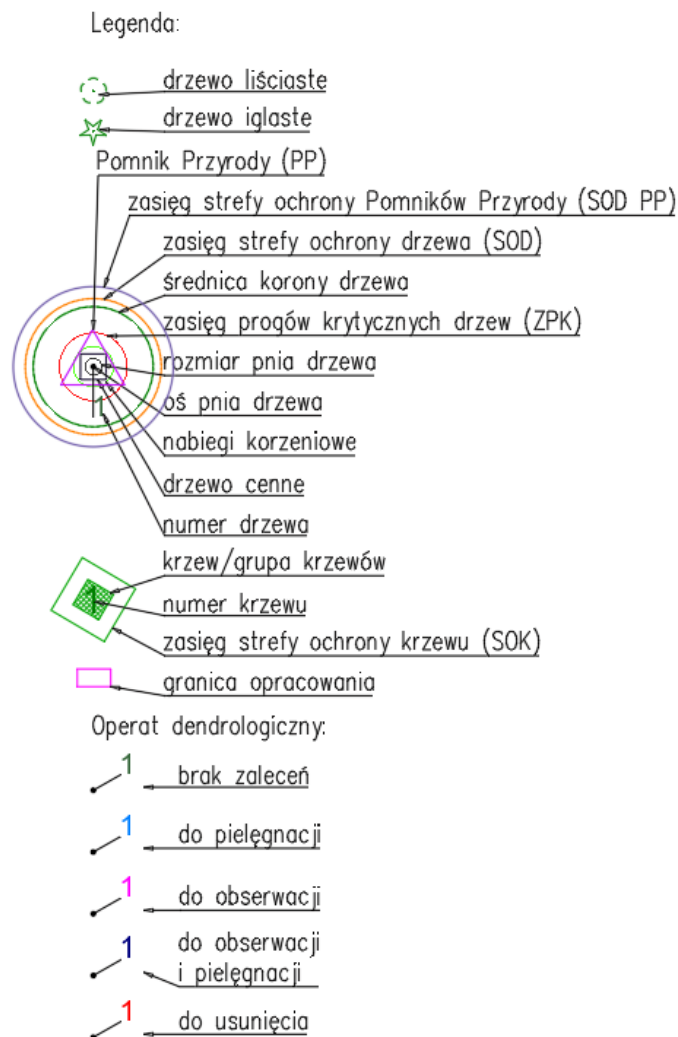 Legenda:
drzewo liściaste
drzewo iglaste
Pomnik Przyrody (PP)
zasięg strefy ochrony Pomników Przyrody (SOD PP)
zasięg strefy ochrony drzewa (SOD)
średnica korony drzewa
zasięg progów krytycznych drzew (ZPK)
rozmiar pnia drzewa
oś pnia drzewa
1
nabiegi korzeniowe
drzewo cenne
numer drzewa
krzew/grupa krzewów
1
numer krzewu
zasięg strefy ochrony krzewu (SOK)
granica opracowania
Operat dendrologiczny:
1
brak zaleceń
1
do pielęgnacji
1
do obserwacji
1
do obserwacji
i pielęgnacji
1
do usunięcia